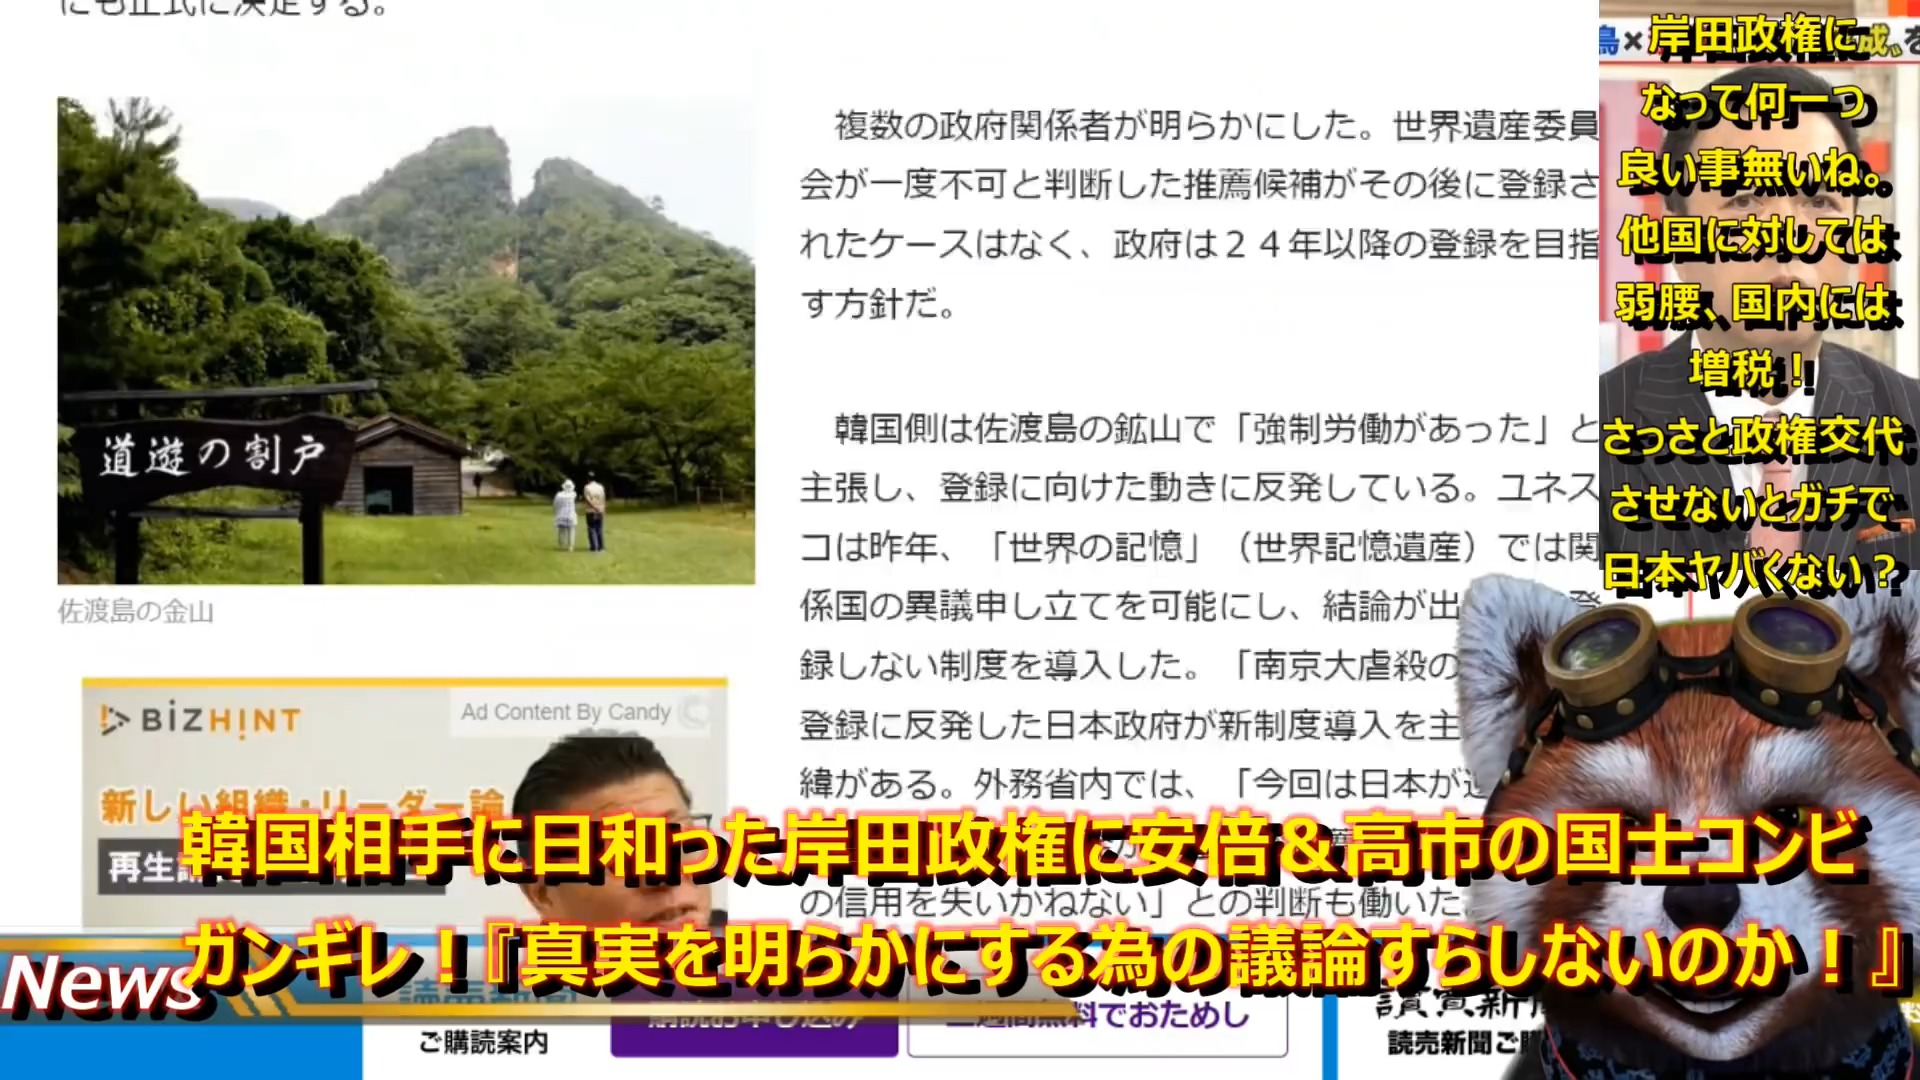 にも正式に決定する。
複数の政府関係者が明らかにした。世界遺産委員
会が一度不可と判断した推薦候補がその後に登録さ
れたケースはなく、政府は２４年以降の登録を目指
す方針だ。
韓国側は佐渡島の鉱山で「強制労働があった」と
主張し、登録に向けた動きに反発している。ユネス
コは昨年、「世界の記憶」（世界記憶遺産）では関
係国の異議申し立てを可能にし、結論が出
録しない制度を導入した。「南京大虐殺の
登録に反発した日本政府が新制度導入を主
緯がある。外務省内では、「今回は日本が
の信用を失いかねない」との判断も働いた
道遊の割戸
佐渡島の金山
BIZHINT
Ad Content By Candy
新しい組織・リーダー論
再生
岸田政権に
なって何一つ
良い事無いね。
他国に対しては
弱腰、国内には
増税！
さっさと政権交代
させないとガチで
日本ヤバくない？
韓国相手に日和った岸田政権に安倍＆高市の国士コンビ
ガンギレ！『真実を明らかにする為の議論すらしないのか！』
News
読売新聞
ご購読案内
購読お申し込み
週間無料でおためし
読売新聞ご購